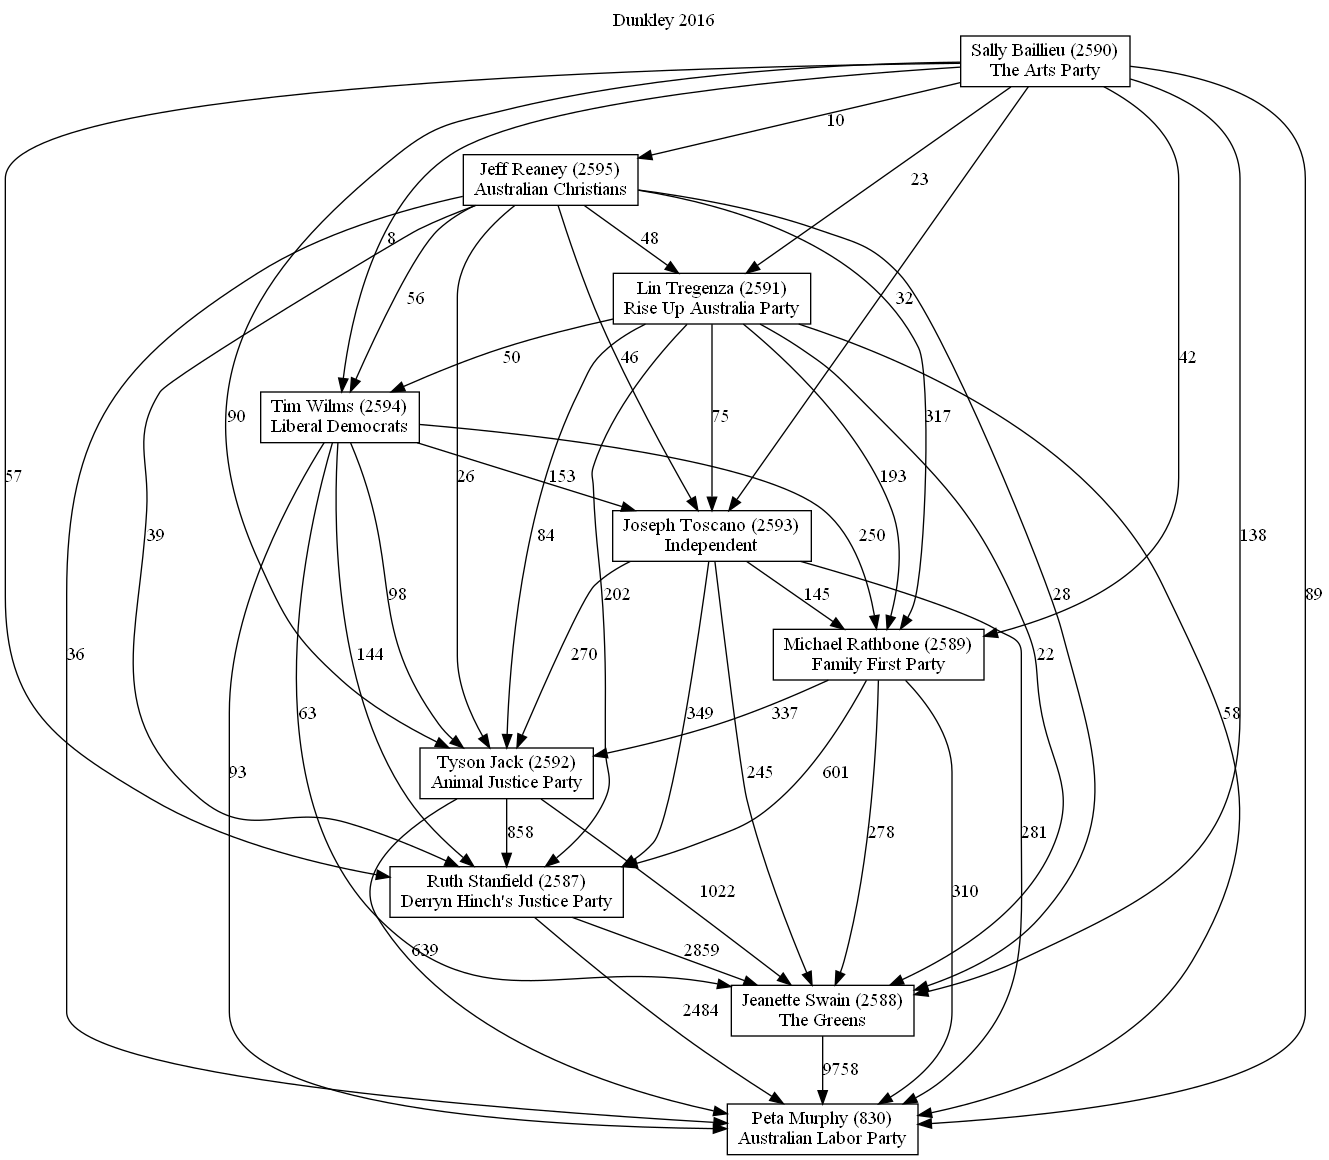 Dunkley 2016
Sally Baillieu (2590)
The Arts Party
10
Jeff Reaney (2595)
Australian Christians
23
8
48
Lin Tregenza (2591)
Rise Up Australia Party
56
32
50
46
42
Tim Wilms (2594)
Liberal Democrats
90
75
317
57
26
153
193
Joseph Toscano (2593)
Independent
39
84
250
138
98
202
145
28
89
Michael Rathbone (2589)
Family First Party
36
144
270
22
63
349
337
58
Tyson Jack (2592)
Animal Justice Party
93
245
601
858
278
281
Ruth Stanfield (2587)
Derryn Hinch's Justice Party
1022
310
639
2859
Jeanette Swain (2588)
The Greens
2484
9758
Peta Murphy (830)
Australian Labor Party